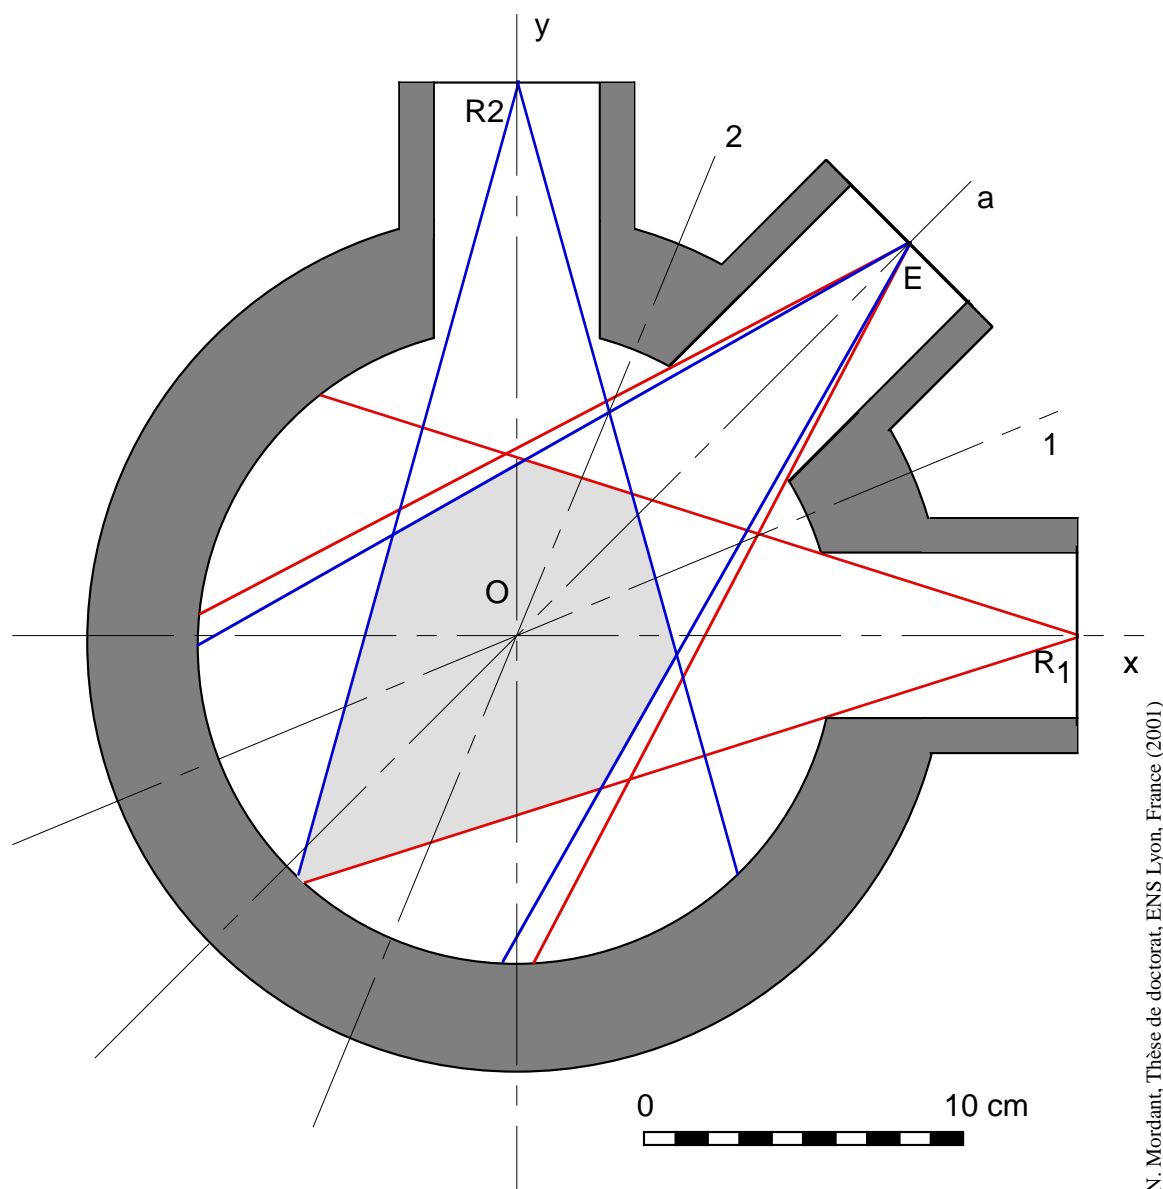 y
R2
2
a
E
1
O
R1
x
0 10 cm
N. Mordant, Thèse de doctorat, ENS Lyon, France (2001)